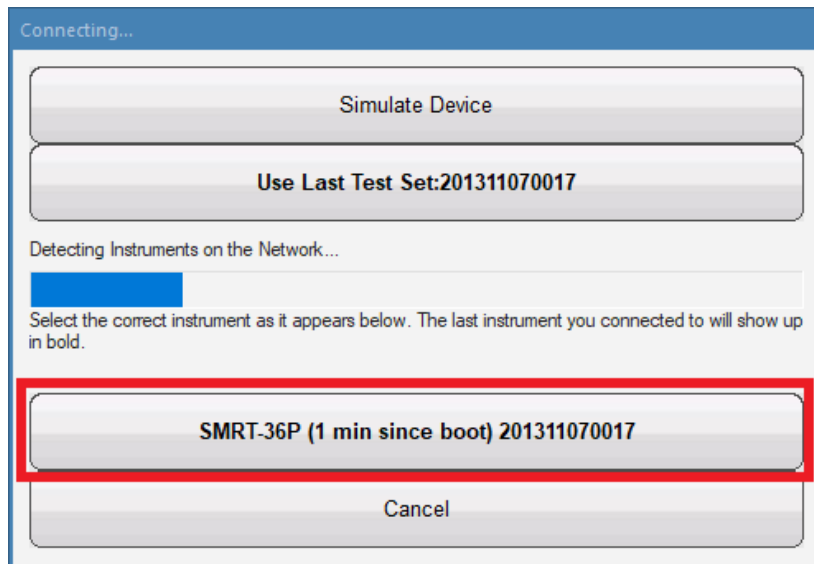 Connecting...
Simulate Device
Use Last Test Set:201311070017
Detecting Instruments on the Network...
Select the correct instrument as it appears below. The last instrument you connected to will show up
in bold.
SMRT-36P (1 min since boot) 201311070017
Cancel